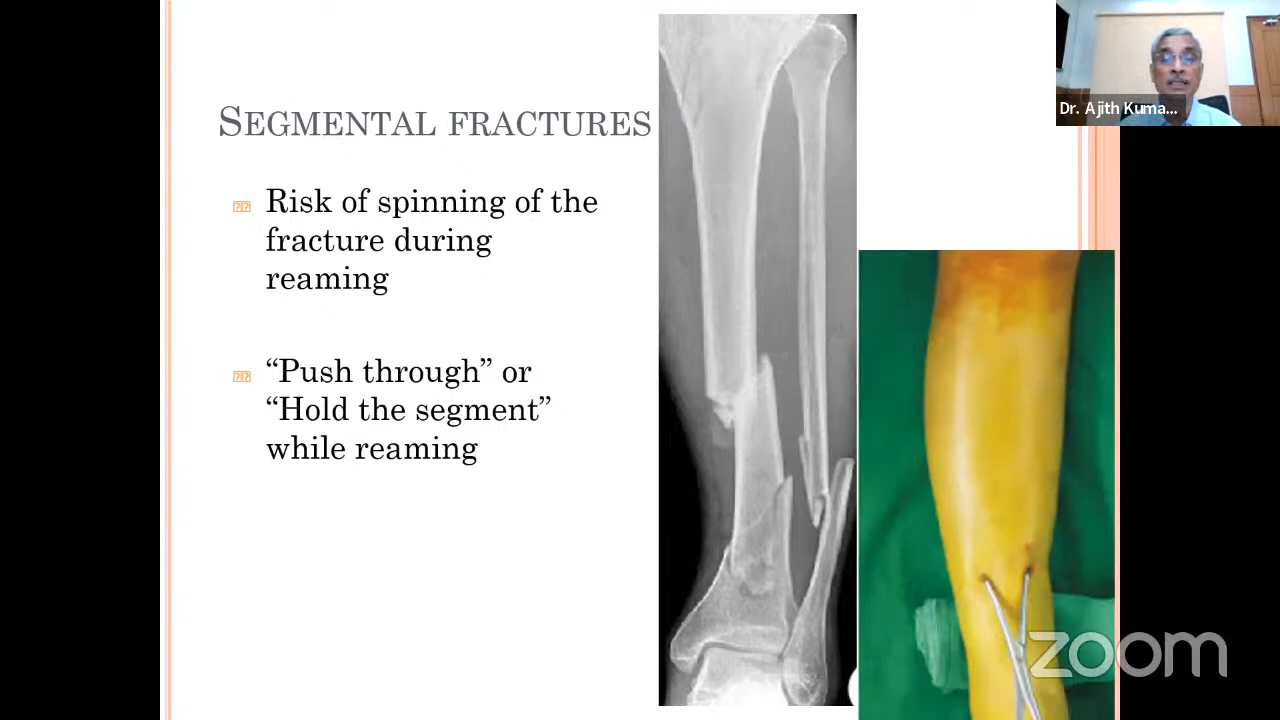 SEGMENTAL FRACTURES
Risk of spinning of the
fracture during
reaming
“Push through” or
“Hold the segment”
while reaming
Dr. Ajith Kuma...
zoom